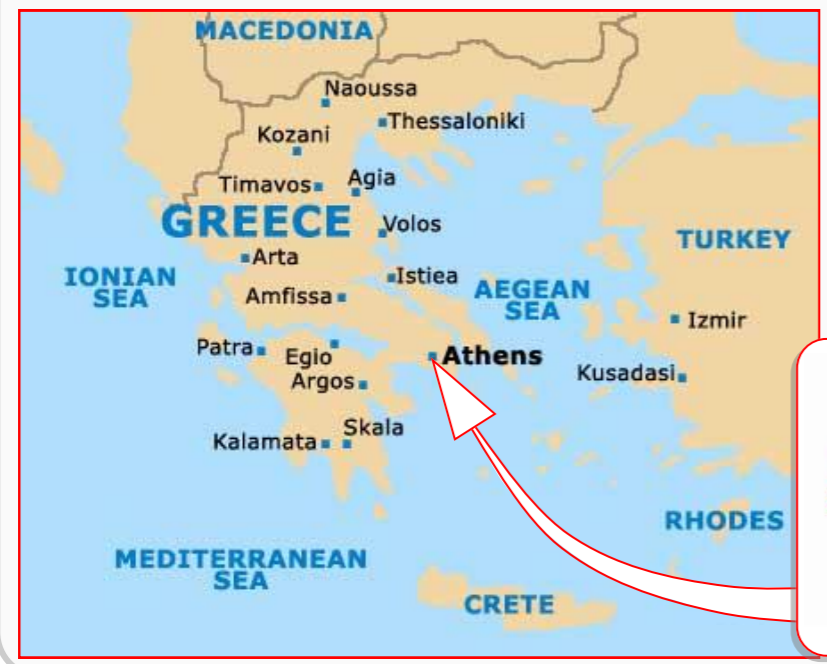 MACEDONIA
Naoussa
Thessaloniki
Kozani
Timavos
Agia
GREECE
Volos
TURKEY
Arta
IONIAN
SEA
Istiea
AEGEAN
SEA
Amfissa
Izmir
Patra
Egio
Athens
Argos
Kusadasi
Skala
Kalamata
RHODES
MEDITERRANEAN
SEA
CRETE